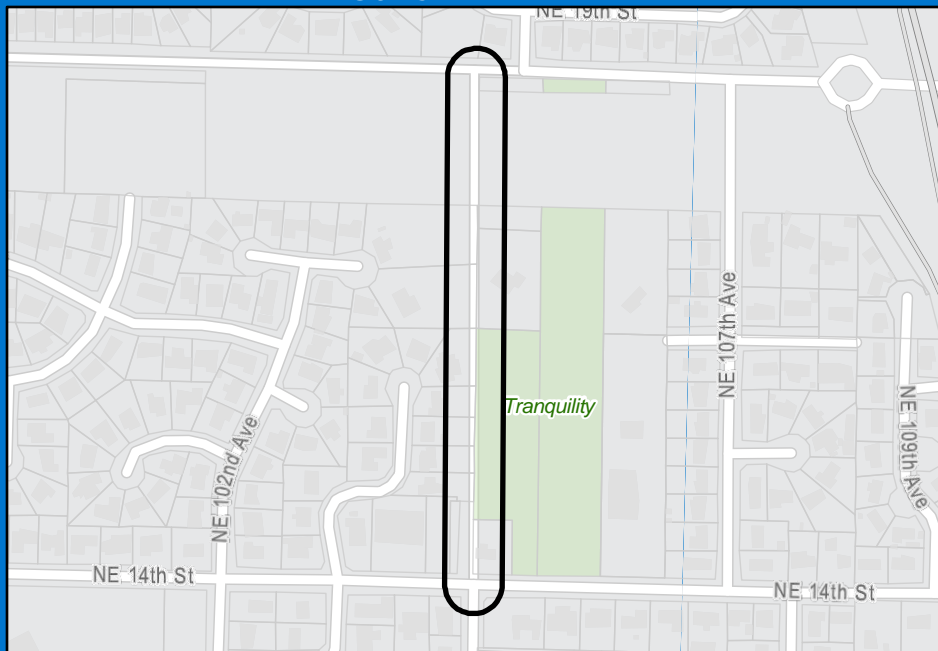 NE 19th St
NE 107th Ave
Tranquility
NE 109th Ave
NE 102nd Ave
NE 14th St
NE 14th St